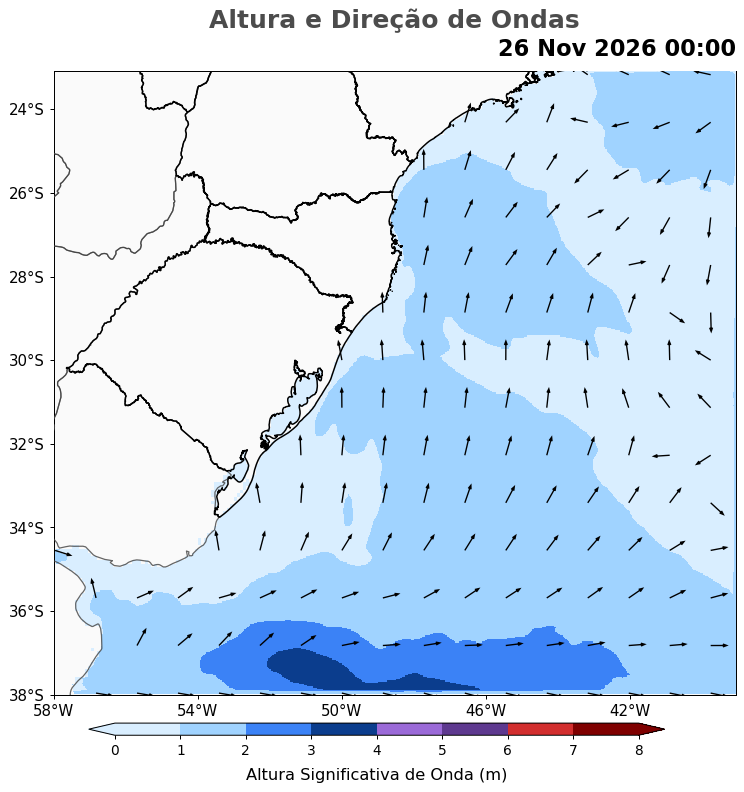 Altura e Direção de Ondas
26 Nov 2026 00:00
24°S
26°S
28°S
30°S
32°S
34°S
36°S
38°S
58°W 54°W 50°W 46°W 42°W
0 1 2 3 4 5 6 7 8
Altura Significativa de Onda (m)